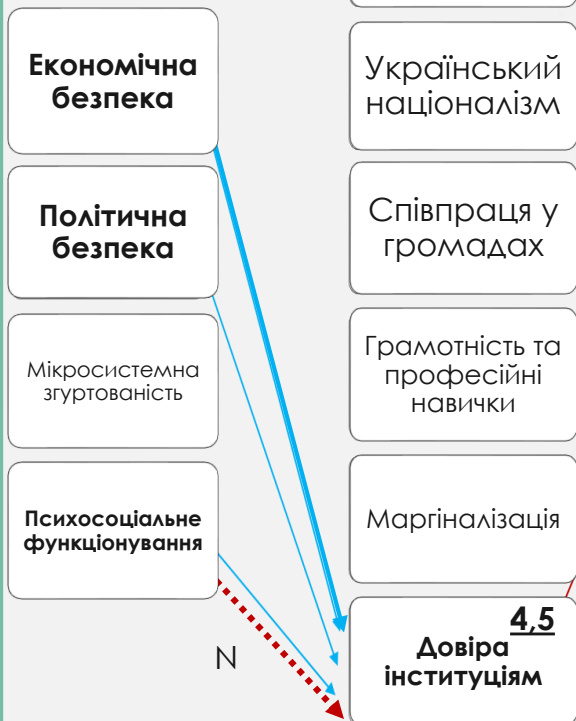 Економічна
безпека
Політична
безпека
Мікросистемна
згуртованість
Психосоціальне
функціонування
N
Український
націоналізм
Співпраця у
громадах
Грамотність та
професійні
навички
Маргіналізація
4,5
Довіра
інституціям